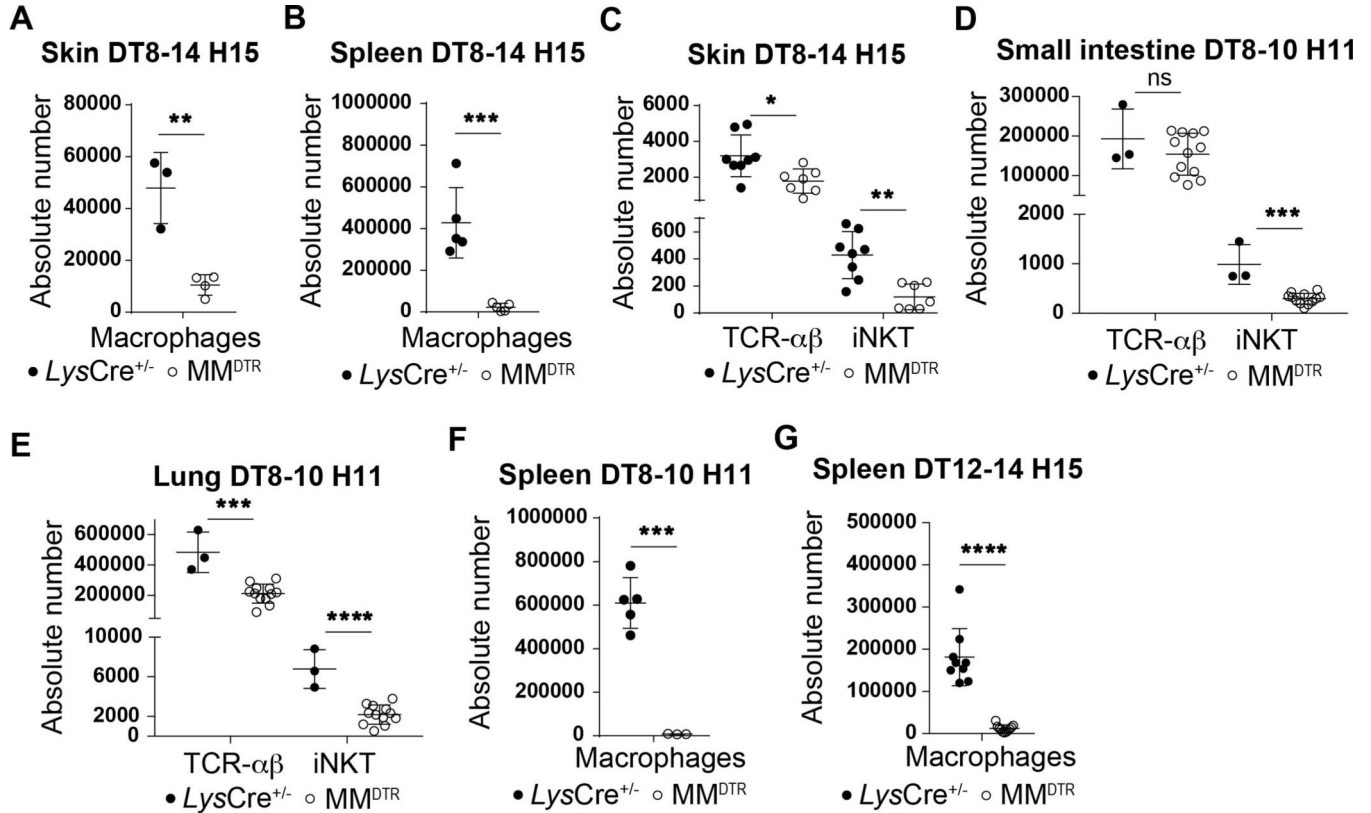 A
Skin DT8-14 H15
Absolute number
80000
60000
40000
20000
0
**
Macrophages
● LysCre+/- ○ MMDTR
B
Spleen DT8-14 H15
Absolute number
1000000
800000
600000
400000
200000
0
***
Macrophages
● LysCre+/- ○ MMDTR
C
Skin DT8-14 H15
Absolute number
6000
4000
2000
600
400
200
0
*
**
TCR-αβ iNKT
● LysCre+/- ○ MMDTR
D
Small intestine DT8-10 H11
Absolute number
300000
200000
100000
2000
1000
0
ns
***
TCR-αβ iNKT
● LysCre+/- ○ MMDTR
E
Lung DT8-10 H11
Absolute number
600000
400000
200000
10000
6000
2000
0
***
****
TCR-αβ iNKT
● LysCre+/- ○ MMDTR
F
Spleen DT8-10 H11
Absolute number
1000000
800000
600000
400000
200000
0
***
Macrophages
● LysCre+/- ○ MMDTR
G
Spleen DT12-14 H15
Absolute number
500000
400000
300000
200000
100000
0
****
Macrophages
● LysCre+/- ○ MMDTR